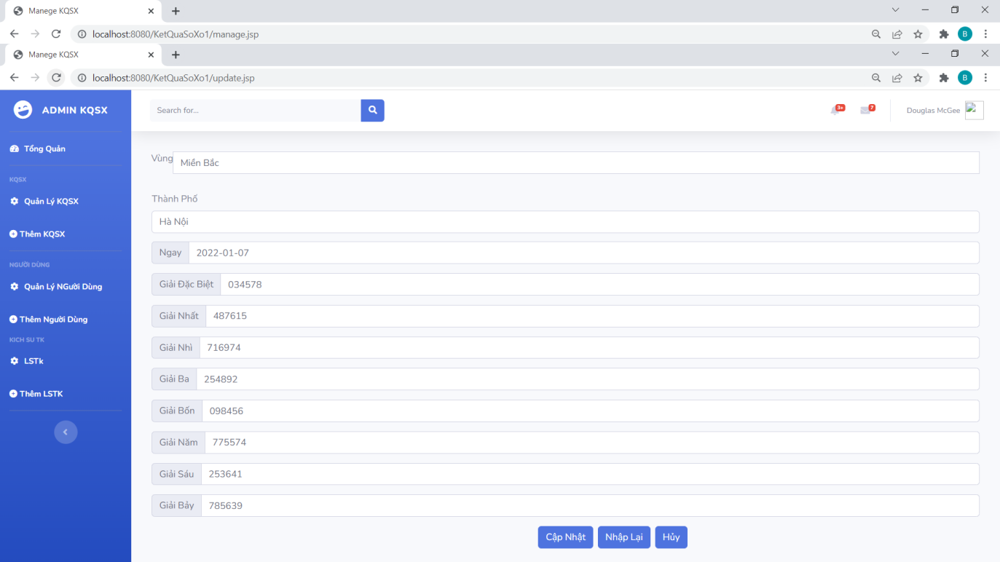 Manege KQSX
localhost:8080/KetQuaSoXo1/manage.jsp
B
Manege KQSX
localhost:8080/KetQuaSoXo1/update.jsp
B
ADMIN KQSX
Search for...
3+
7
Douglas McGee
Tổng Quản
KQSX
Quản Lý KQSX
Thêm KQSX
NGƯỜI DÙNG
Quản Lý NGười Dùng
Thêm Người Dùng
KICH SU TK
LSTk
Thêm LSTK
Vùng Miền Bắc
Thành Phố
Hà Nội
Ngay 2022-01-07
Giải Đặc Biệt 034578
Giải Nhất 487615
Giải Nhì 716974
Giải Ba 254892
Giải Bốn 098456
Giải Năm 775574
Giải Sáu 253641
Giải Bảy 785639
Cập Nhật Nhập Lại Hủy